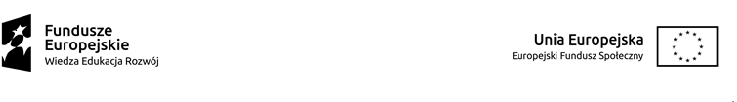 Fundusze
Europejskie
Wiedza Edukacja Rozwój
Unia Europejska
Europejski Fundusz Społeczny